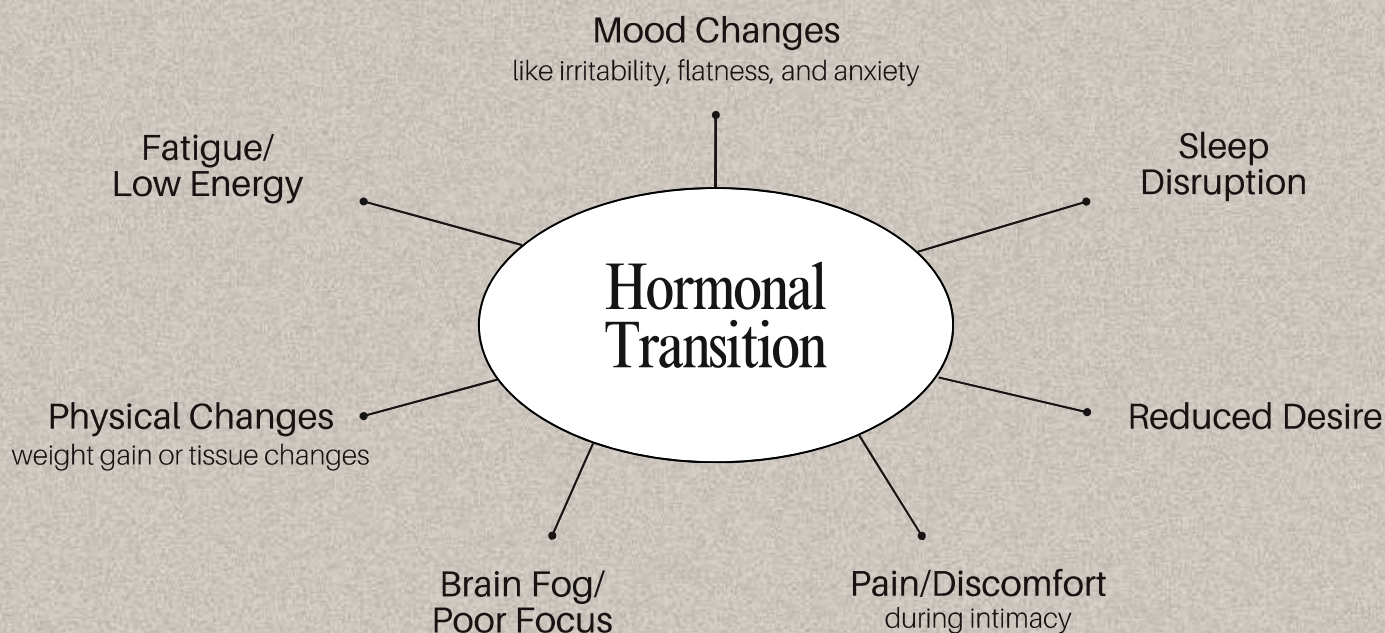 Mood Changes
like irritability, flatness, and anxiety
Fatigue/
Low Energy
Sleep
Disruption
Hormonal
Transition
Physical Changes
weight gain or tissue changes
Reduced Desire
Brain Fog/
Poor Focus
Pain/Discomfort
during intimacy